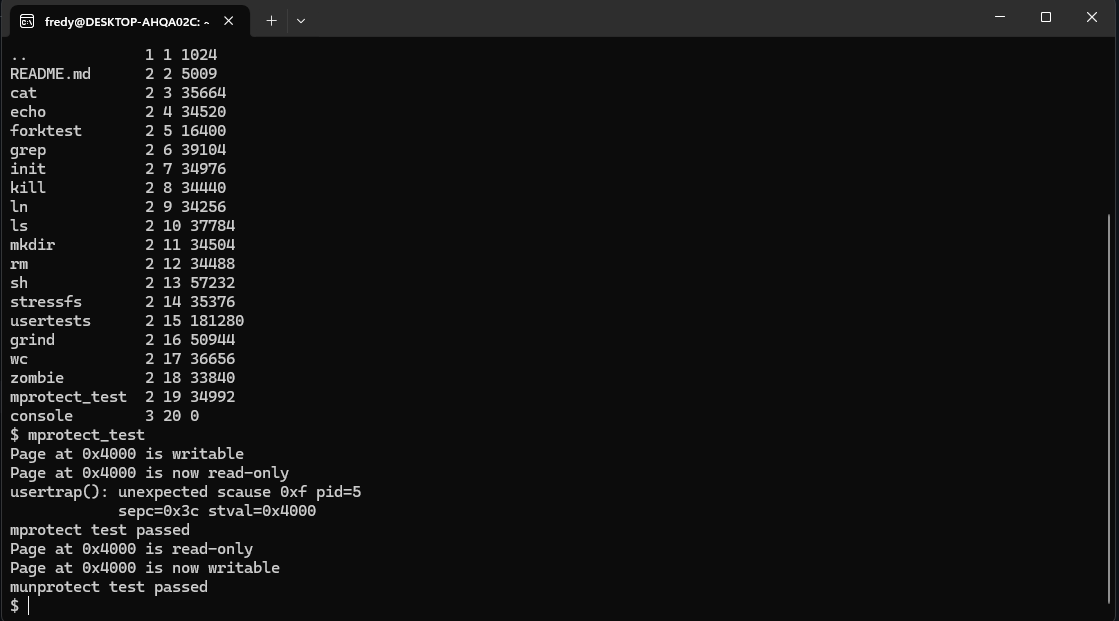 fredy@DESKTOP-AHQA02C: ~
.. 1 1 1024
README.md 2 2 5009
cat 2 3 35664
echo 2 4 34520
forktest 2 5 16400
grep 2 6 39104
init 2 7 34976
kill 2 8 34440
ln 2 9 34256
ls 2 10 37784
mkdir 2 11 34504
rm 2 12 34488
sh 2 13 57232
stressfs 2 14 35376
usertests 2 15 181280
grind 2 16 50944
wc 2 17 36656
zombie 2 18 33840
mprotect_test 2 19 34992
console 3 20 0
$ mprotect_test
Page at 0x4000 is writable
Page at 0x4000 is now read-only
usertrap(): unexpected scause 0xf pid=5
sepc=0x3c stval=0x4000
mprotect test passed
Page at 0x4000 is read-only
Page at 0x4000 is now writable
munprotect test passed
$